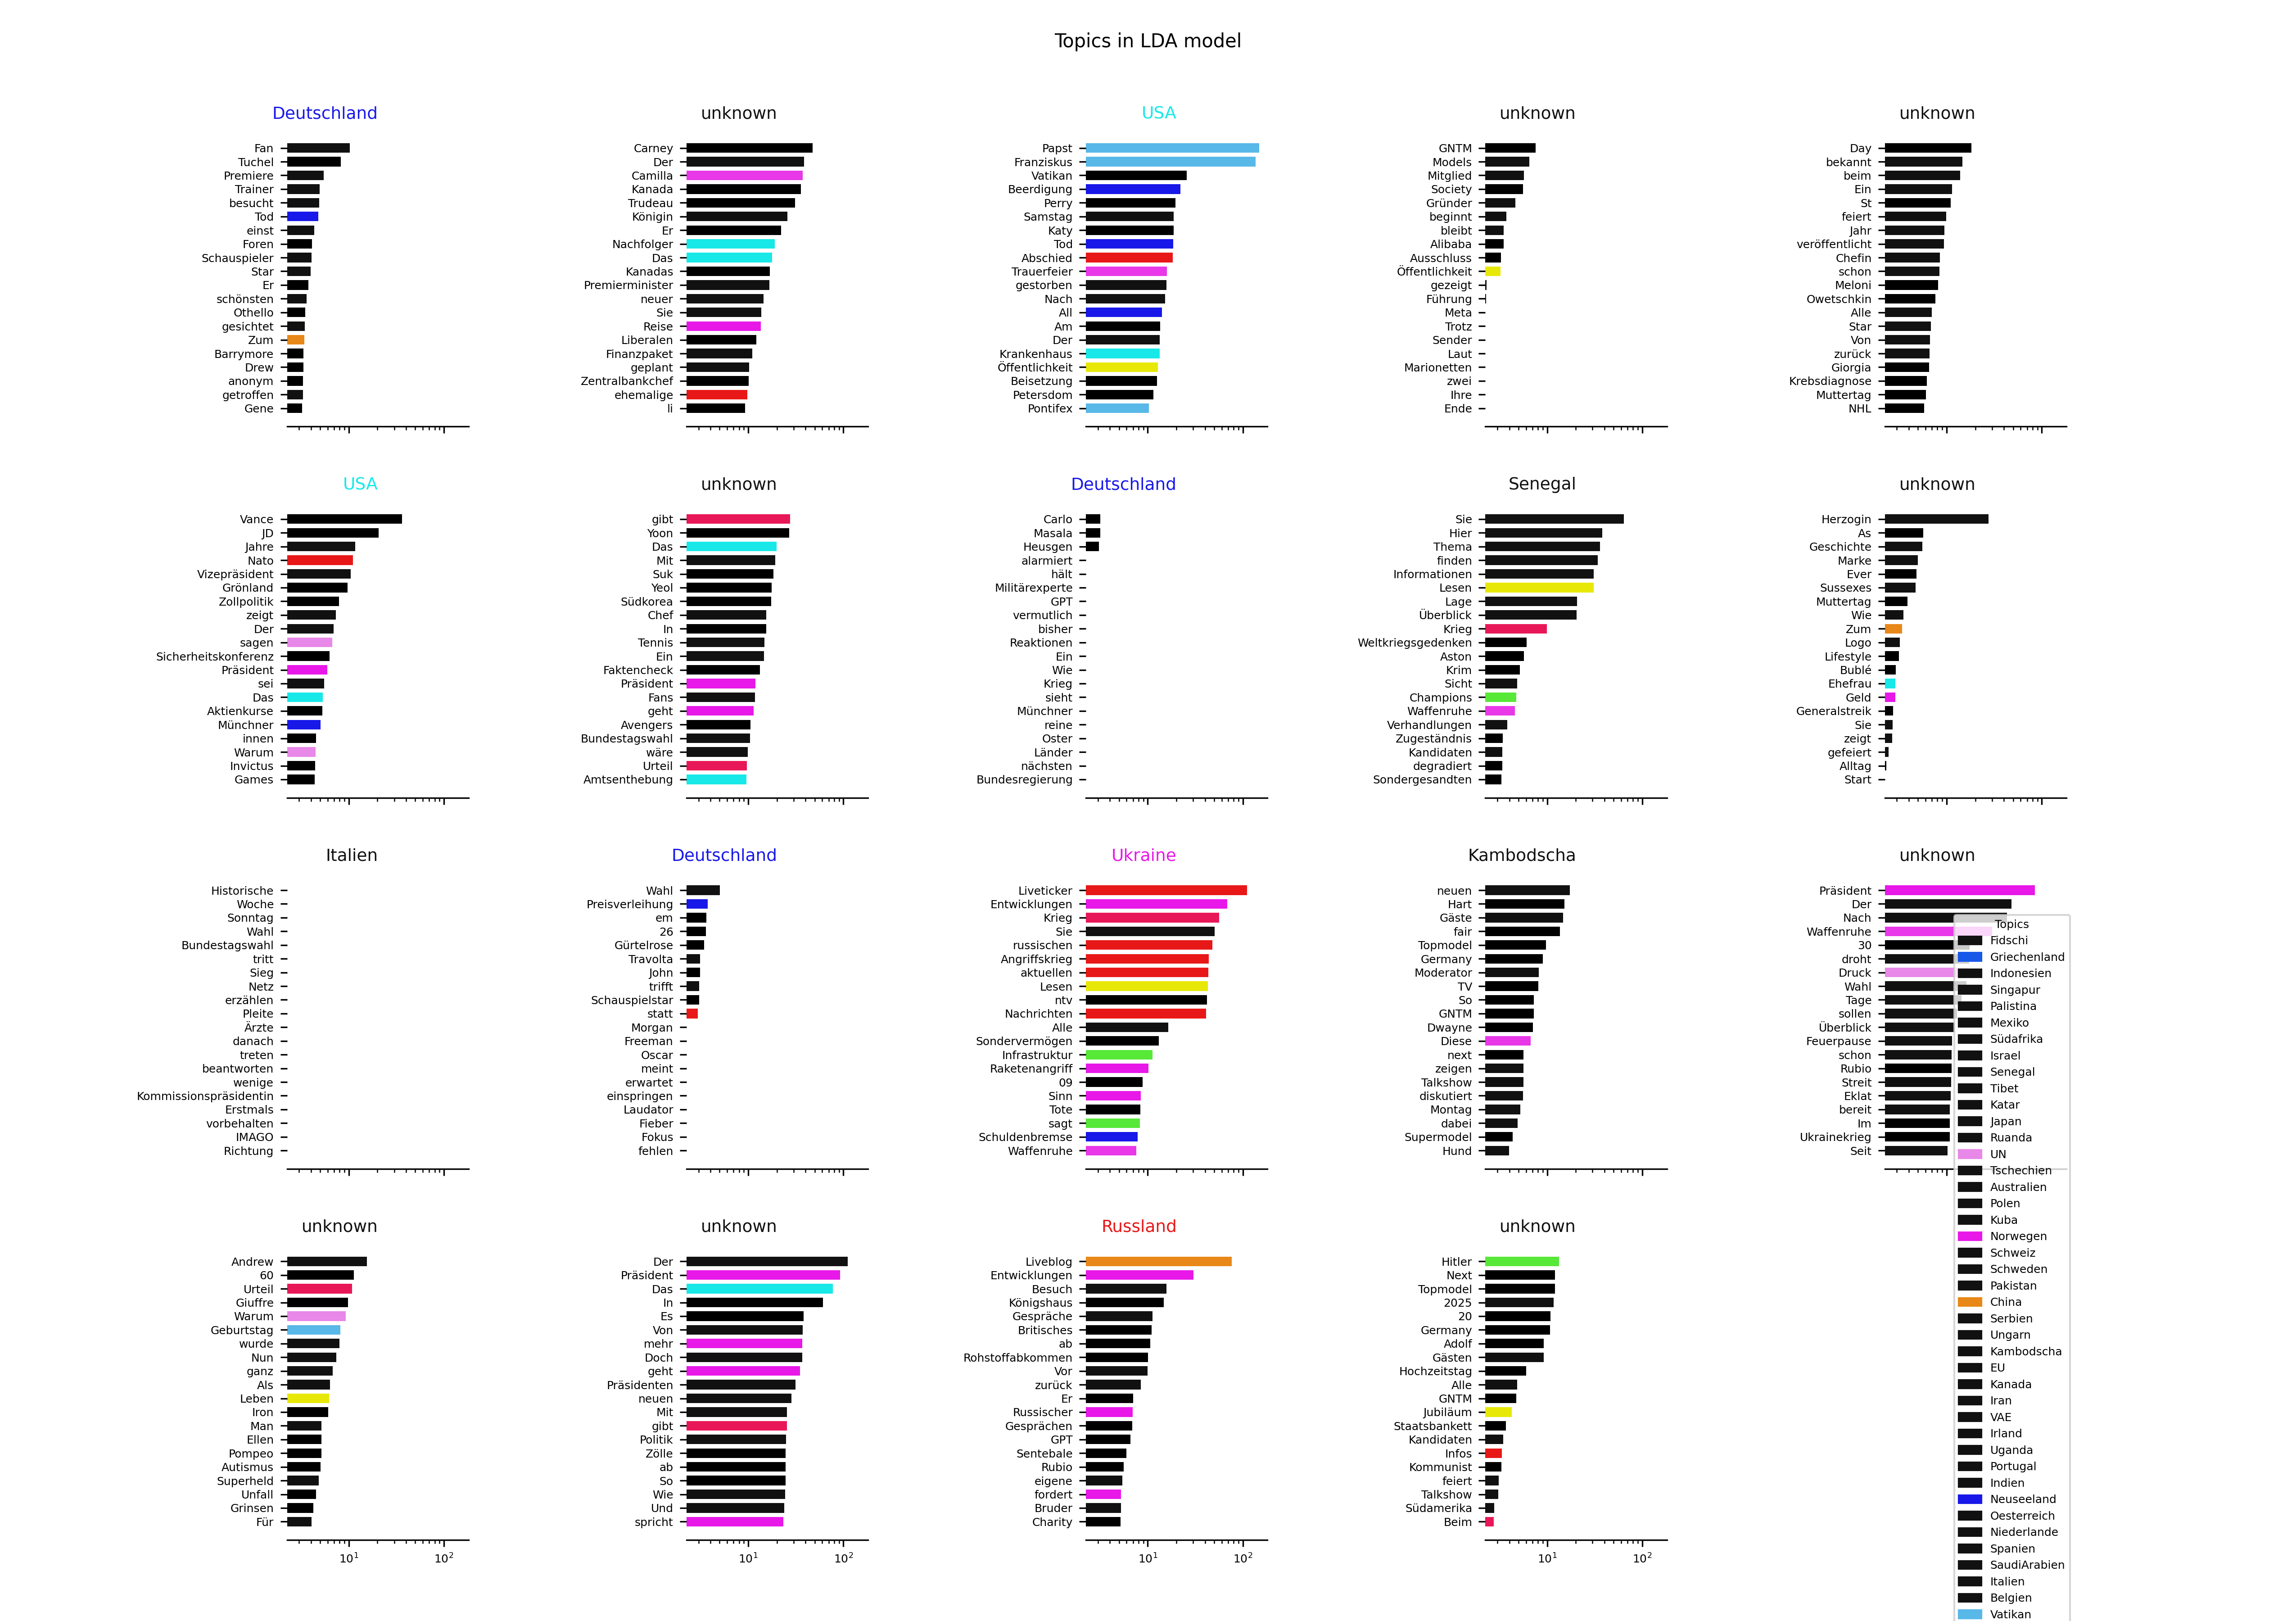 Topics in LDA model
Deutschland
Fan
Tuchel
Premiere
Trainer
besucht
Tod
einst
Foren
Schauspieler
Star
Er
schönsten
Othello
gesichtet
Zum
Barrymore
Drew
anonym
getroffen
Gene
unknown
Carney
Der
Camilla
Kanada
Trudeau
Königin
Er
Nachfolger
Das
Kanadas
Premierminister
neuer
Sie
Reise
Liberalen
Finanzpaket
geplant
Zentralbankchef
ehemalige
li
USA
Papst
Franziskus
Vatikan
Beerdigung
Perry
Samstag
Katy
Tod
Abschied
Trauerfeier
gestorben
Nach
All
Am
Der
Krankenhaus
Öffentlichkeit
Beisetzung
Petersdom
Pontifex
unknown
GNTM
Models
Mitglied
Society
Gründer
beginnt
bleibt
Alibaba
Ausschluss
Öffentlichkeit
gezeigt
Führung
Meta
Trotz
Sender
Laut
Marionetten
zwei
Ihre
Ende
unknown
Day
bekannt
beim
Ein
St
feiert
Jahr
veröffentlicht
Chefin
schon
Meloni
Owetschkin
Alle
Star
Von
zurück
Giorgia
Krebsdiagnose
Muttertag
NHL
USA
Vance
JD
Jahre
Nato
Vizepräsident
Grönland
Zollpolitik
zeigt
Der
sagen
Sicherheitskonferenz
Präsident
sei
Das
Aktienkurse
Münchner
innen
Warum
Invictus
Games
unknown
gibt
Yoon
Das
Mit
Suk
Yeol
Südkorea
Chef
In
Tennis
Ein
Faktencheck
Präsident
Fans
geht
Avengers
Bundestagswahl
wäre
Urteil
Amtsenthebung
Deutschland
Carlo
Masala
Heusgen
alarmiert
hält
Militärexperte
GPT
vermutlich
bisher
Reaktionen
Ein
Wie
Krieg
sieht
Münchner
reine
Oster
Länder
nächsten
Bundesregierung
Senegal
Sie
Hier
Thema
finden
Informationen
Lesen
Lage
Überblick
Krieg
Weltkriegsgedenken
Aston
Krim
Sicht
Champions
Waffenruhe
Verhandlungen
Zugeständnis
Kandidaten
degradiert
Sondergesandten
unknown
Herzogin
As
Geschichte
Marke
Ever
Sussexes
Muttertag
Wie
Zum
Logo
Lifestyle
Bublé
Ehefrau
Geld
Generalstreik
Sie
zeigt
gefeiert
Alltag
Start
Italien
Historische
Woche
Sonntag
Wahl
Bundestagswahl
tritt
Sieg
Netz
erzählen
Pleite
Ärzte
danach
treten
beantworten
wenige
Kommissionspräsidentin
Erstmals
vorbehalten
IMAGO
Richtung
Deutschland
Wahl
Preisverleihung
em
26
Gürtelrose
Travolta
John
trifft
Schauspielstar
statt
Morgan
Freeman
Oscar
meint
erwartet
einspringen
Laudator
Fieber
Fokus
fehlen
Ukraine
Liveticker
Entwicklungen
Krieg
Sie
russischen
Angriffskrieg
aktuellen
Lesen
ntv
Nachrichten
Alle
Sondervermögen
Infrastruktur
Raketenangriff
09
Sinn
Tote
sagt
Schuldenbremse
Waffenruhe
Kambodscha
neuen
Hart
Gäste
fair
Topmodel
Germany
Moderator
TV
So
GNTM
Dwayne
Diese
next
zeigen
Talkshow
diskutiert
Montag
dabei
Supermodel
Hund
unknown
Präsident
Der
Nach
Waffenruhe
30
droht
Druck
Wahl
Tage
sollen
Überblick
Feuerpause
schon
Rubio
Streit
Eklat
bereit
Im
Ukrainekrieg
Seit
unknown
Andrew
60
Urteil
Giuffre
Warum
Geburtstag
wurde
Nun
ganz
Als
Leben
Iron
Man
Ellen
Pompeo
Autismus
Superheld
Unfall
Grinsen
Für
10¹ 10²
unknown
Der
Präsident
Das
In
Es
Von
mehr
Doch
geht
Präsidenten
neuen
Mit
gibt
Politik
Zölle
ab
So
Wie
Und
spricht
10¹ 10²
Russland
Liveblog
Entwicklungen
Besuch
Königshaus
Gespräche
Britisches
ab
Rohstoffabkommen
Vor
zurück
Er
Russischer
Gesprächen
GPT
Sentebale
Rubio
eigene
fordert
Bruder
Charity
10¹ 10²
unknown
Hitler
Next
Topmodel
2025
20
Germany
Adolf
Gästen
Hochzeitstag
Alle
GNTM
Jubiläum
Staatsbankett
Kandidaten
Infos
Kommunist
feiert
Talkshow
Südamerika
Beim
10¹ 10²
Topics
Fidschi
Griechenland
Indonesien
Singapur
Palistina
Mexiko
Südafrika
Israel
Senegal
Tibet
Katar
Japan
Ruanda
UN
Tschechien
Australien
Polen
Kuba
Norwegen
Schweiz
Schweden
Pakistan
China
Serbien
Ungarn
Kambodscha
EU
Kanada
Iran
VAE
Irland
Uganda
Portugal
Indien
Neuseeland
Oesterreich
Niederlande
Spanien
SaudiArabien
Italien
Belgien
Vatikan